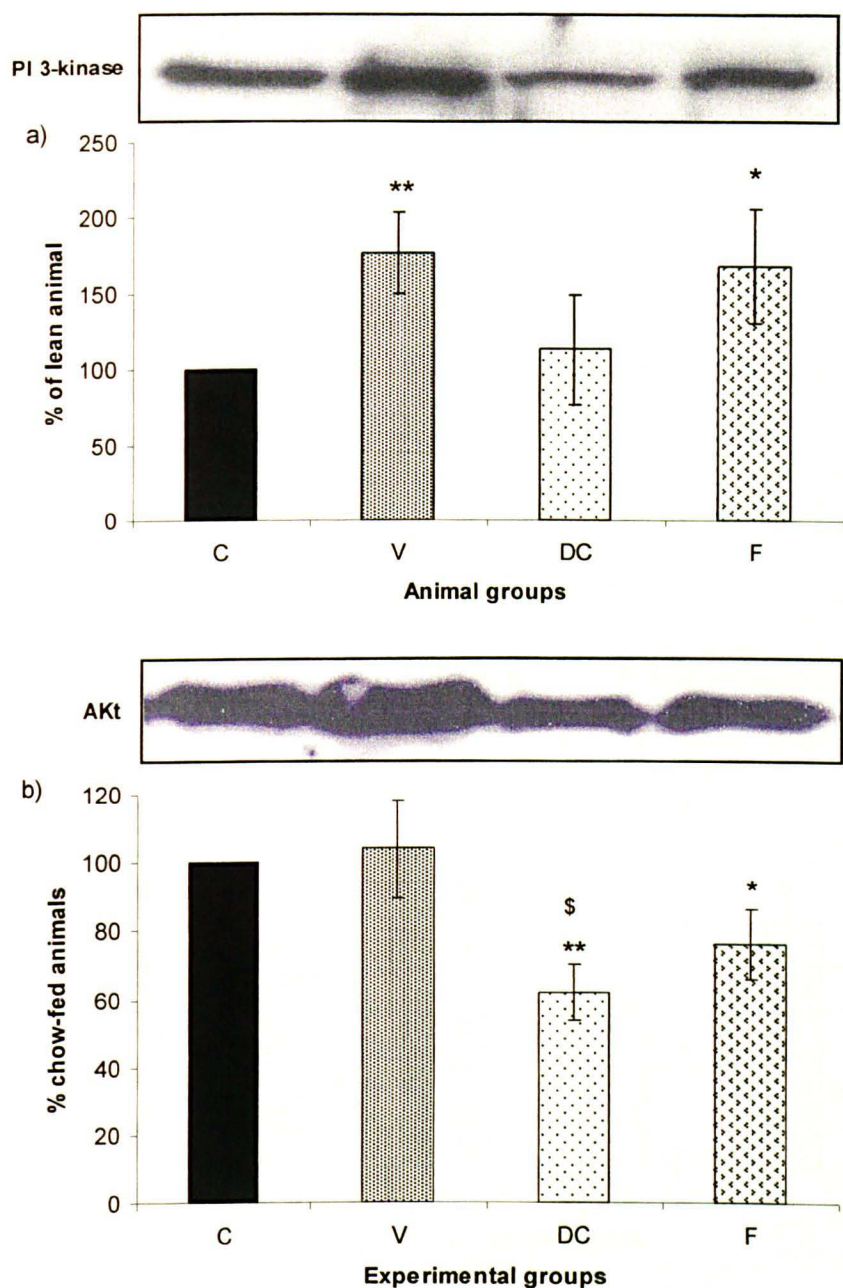 PI 3-kinase
a)
250
200
150
100
50
0
% of lean animal
**
*
C V DC F
Animal groups
AKt
b)
120
100
80
60
40
20
0
% chow-fed animals
$
**
*
C V DC F
Experimental groups